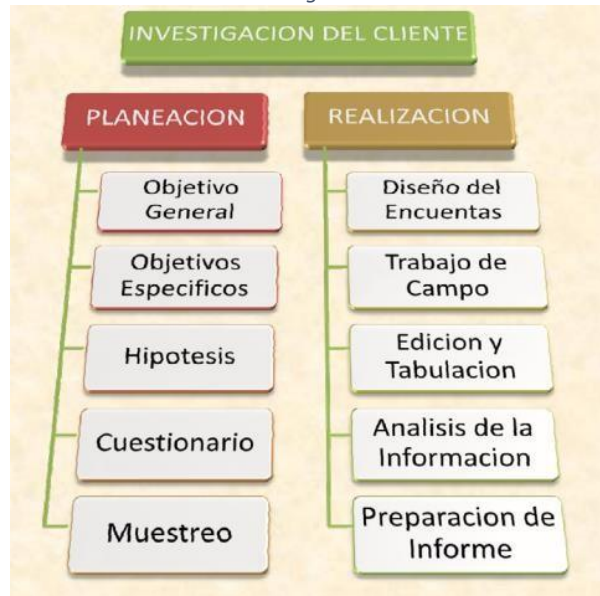 INVESTIGACION DEL CLIENTE
PLANEACION
Objetivo
General
Objetivos
Especificos
Hipotesis
Cuestionario
Muestreo
REALIZACION
Diseño del
Encuentas
Trabajo de
Campo
Edicion y
Tabulacion
Analisis de la
Informacion
Preparacion de
Informe